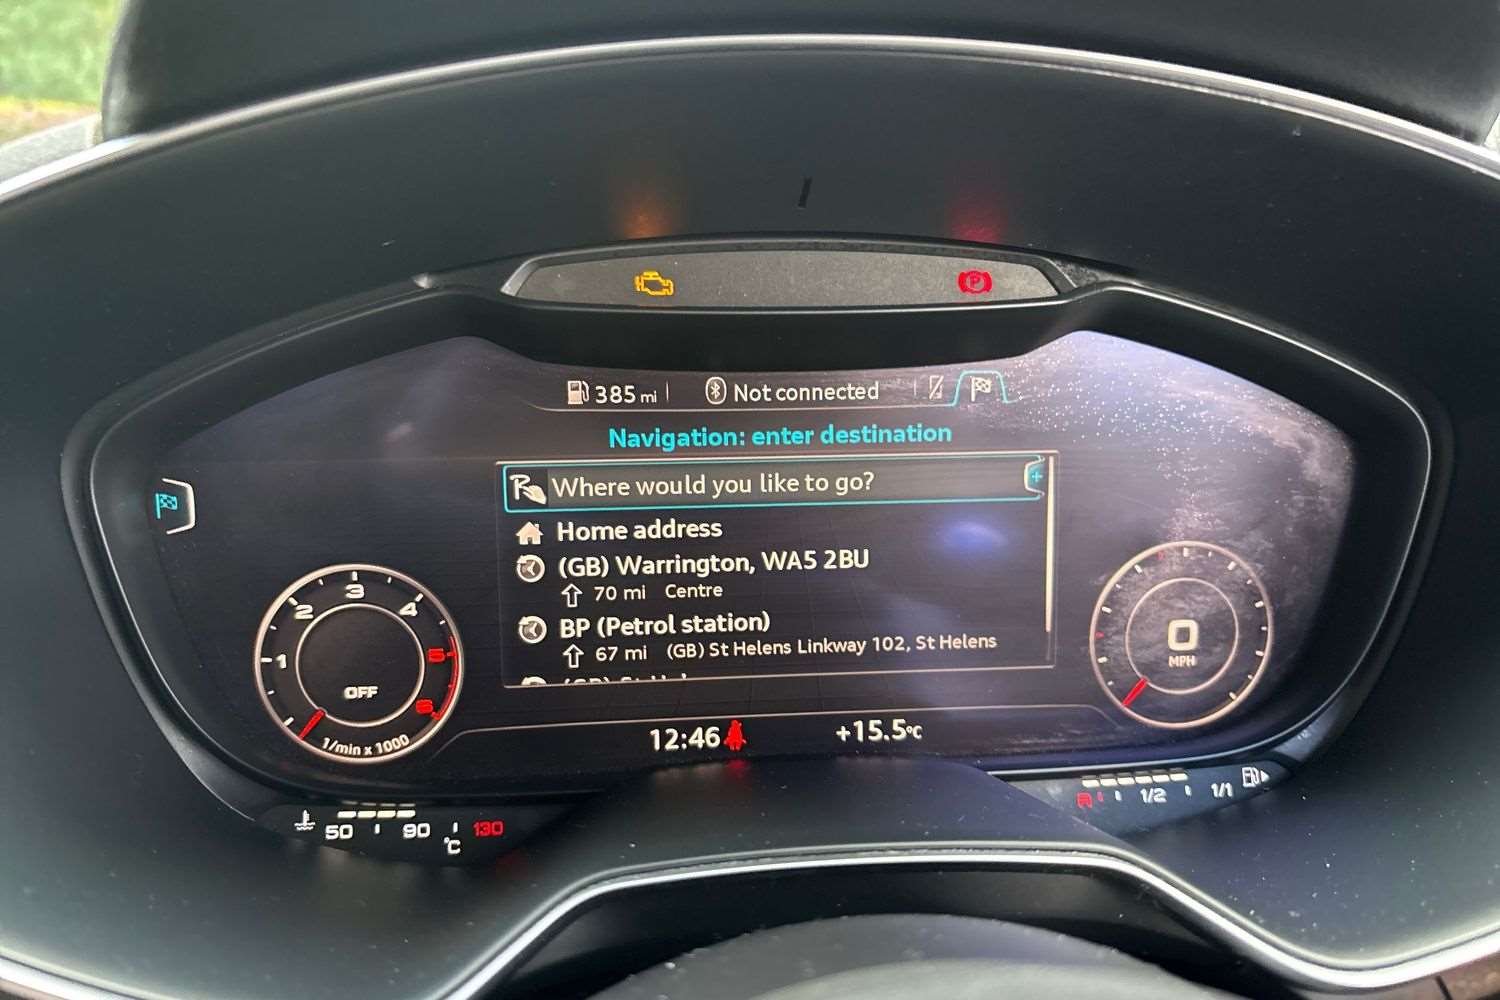 P
385 mi
Not connected
Navigation: enter destination
Where would you like to go?
Home address
(GB) Warrington, WA5 2BU
70 mi Centre
BP (Petrol station)
67 mi (GB) St Helens Linkway 102, St Helens
1 2 3 4 5 6
OFF
1/min x 1000
0
MPH
12:46
+15.5°C
50 90 130
°C
R 1/2 1/1